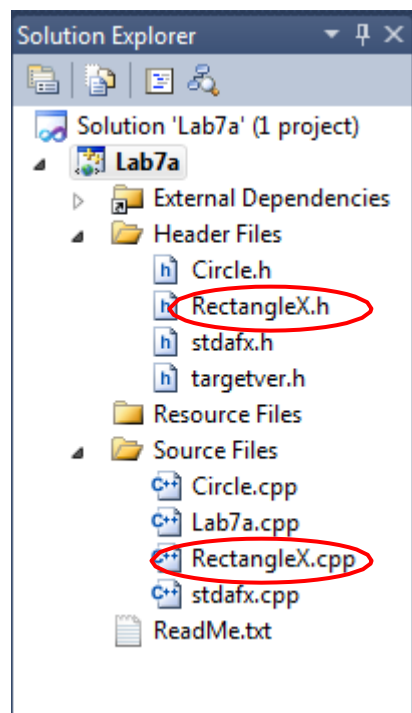 Solution Explorer
Solution 'Lab7a' (1 project)
Lab7a
External Dependencies
Header Files
Circle.h
RectangleX.h
stdafx.h
targetver.h
Resource Files
Source Files
Circle.cpp
Lab7a.cpp
RectangleX.cpp
stdafx.cpp
ReadMe.txt